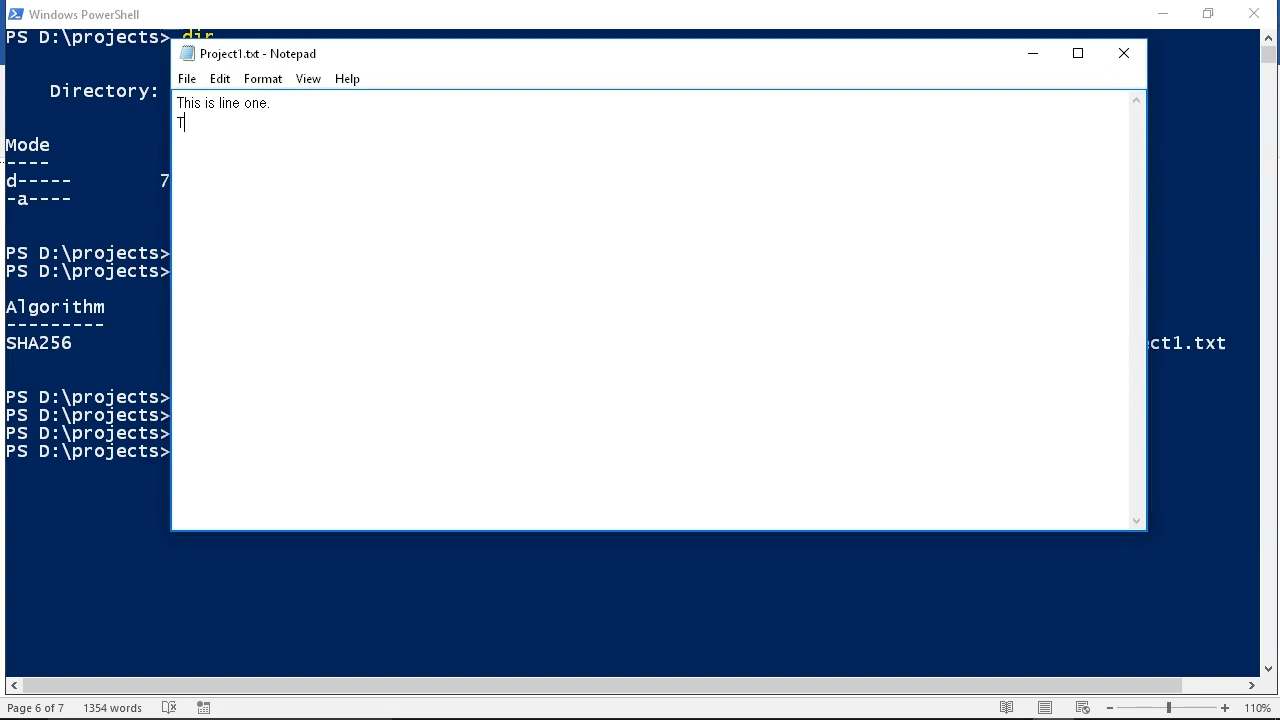 Windows PowerShell
PS D:\projects> dir
Project1.txt - Notepad
File Edit Format View Help
This is line one.
T
Directory:
Mode
----
d----- 7
-a----
PS D:\projects>
PS D:\projects>
Algorithm
---------
SHA256 ect1.txt
PS D:\projects>
PS D:\projects>
PS D:\projects>
PS D:\projects>
Page 6 of 7 1354 words 110%